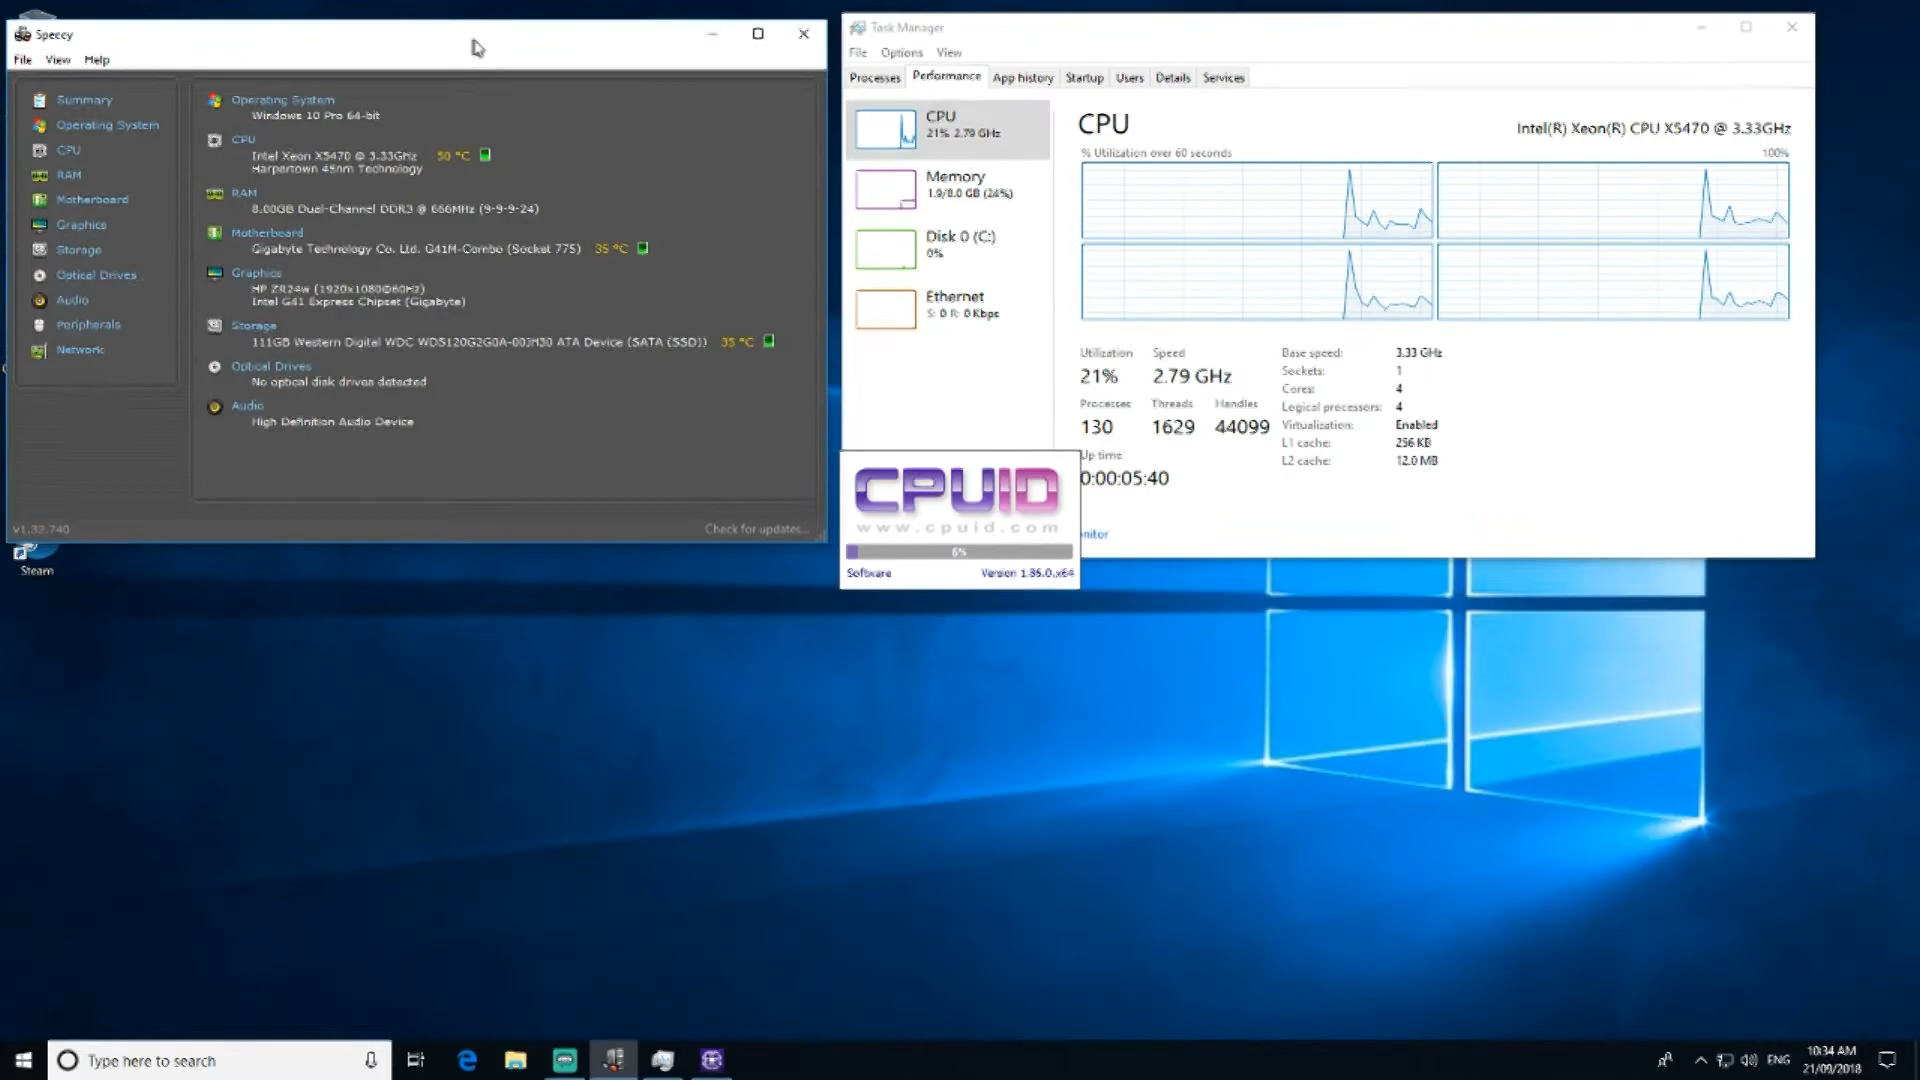 Speccy
File View Help
Summary
Operating System
CPU
RAM
Motherboard
Graphics
Storage
Optical Drives
Audio
Peripherals
Network
Operating System
Windows 10 Pro 64-bit
CPU
Intel Xeon X5470 @ 3.33GHz 50 °C
Harpertown 45nm Technology
RAM
8.00GB Dual-Channel DDR3 @ 666MHz (9-9-9-24)
Motherboard
Gigabyte Technology Co. Ltd. G41M-Combo (Socket 775) 35 °C
Graphics
HP ZR24w (1920x1080@60Hz)
Intel G41 Express Chipset (Gigabyte)
Storage
111GB Western Digital WDC WDS120G2G0A-00JH30 ATA Device (SATA (SSD)) 35 °C
Optical Drives
No optical disk drives detected
Audio
High Definition Audio Device
v1.32.740
Check for updates...
Steam
Task Manager
File Options View
Processes Performance App history Startup Users Details Services
CPU
21% 2.79 GHz
Memory
1.9/8.0 GB (24%)
Disk 0 (C:)
0%
Ethernet
S: 0 R: 0 Kbps
CPU
Intel(R) Xeon(R) CPU X5470 @ 3.33GHz
% Utilization over 60 seconds 100%
Utilization Speed
21% 2.79 GHz
Processes Threads Handles
130 1629 44099
Up time
0:00:05:40
Base speed: 3.33 GHz
Sockets: 1
Cores: 4
Logical processors: 4
Virtualization: Enabled
L1 cache: 256 KB
L2 cache: 12.0 MB
nitor
CPUID
www.cpuid.com
6%
Software Version 1.85.0.x64
Type here to search
ENG
10:34 AM
21/09/2018